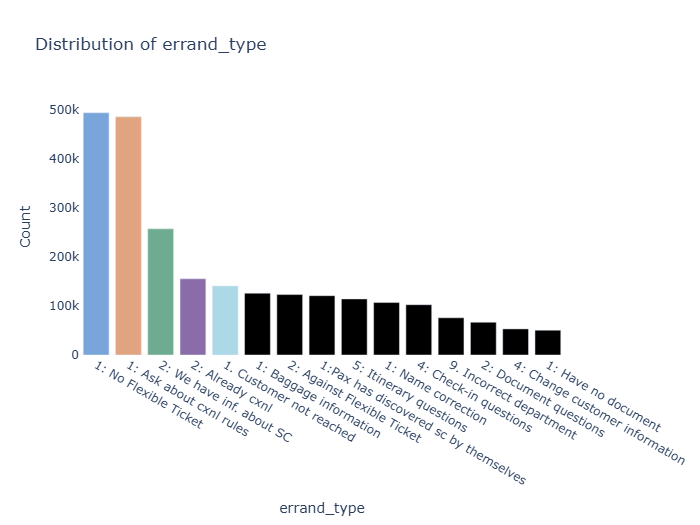 Distribution of errand_type
500k
400k
300k
200k
100k
0
Count
1: No Flexible Ticket
1: Ask about cxnl rules
2: We have inf. about SC
2: Already cxnl
1. Customer not reached
1: Baggage information
2: Against Flexible Ticket
1:Pax has discovered sc by themselves
5: Itinerary questions
1: Name correction
4: Check-in questions
9. Incorrect department
2: Document questions
4: Change customer information
1: Have no document
errand_type